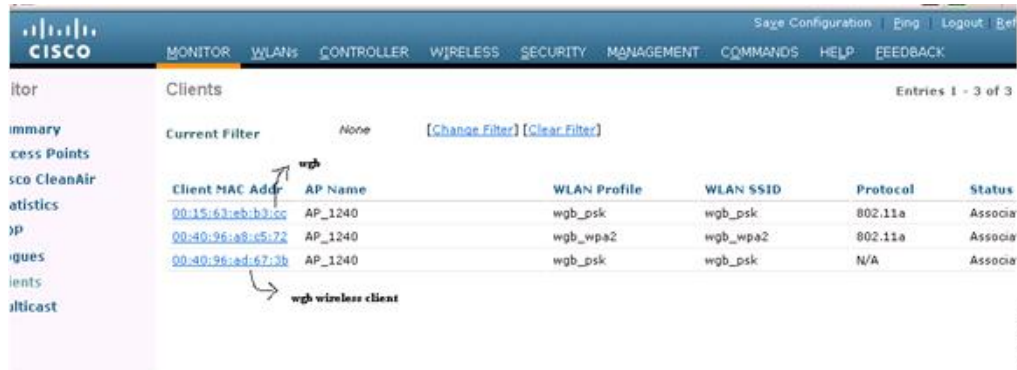 Save Configuration | Ping | Logout | Ref
CISCO
MONITOR WLANs CONTROLLER WIRELESS SECURITY MANAGEMENT COMMANDS HELP FEEDBACK
itor
Clients
Entries 1 - 3 of 3
mmary
Current Filter None [Change Filter] [Clear Filter]
cess Points
wgb
sco CleanAir
Client MAC Addr AP Name WLAN Profile WLAN SSID Protocol Status
atistics
00:15:63:eb:b3:cc AP_1240 wgb_psk wgb_psk 802.11a Associa
DP
00:40:96:a8:c5:72 AP_1240 wgb_wpa2 wgb_wpa2 802.11a Associa
gues
00:40:96:ad:67:3b AP_1240 wgb_psk wgb_psk N/A Associa
ients
wgb wireless client
ulticast